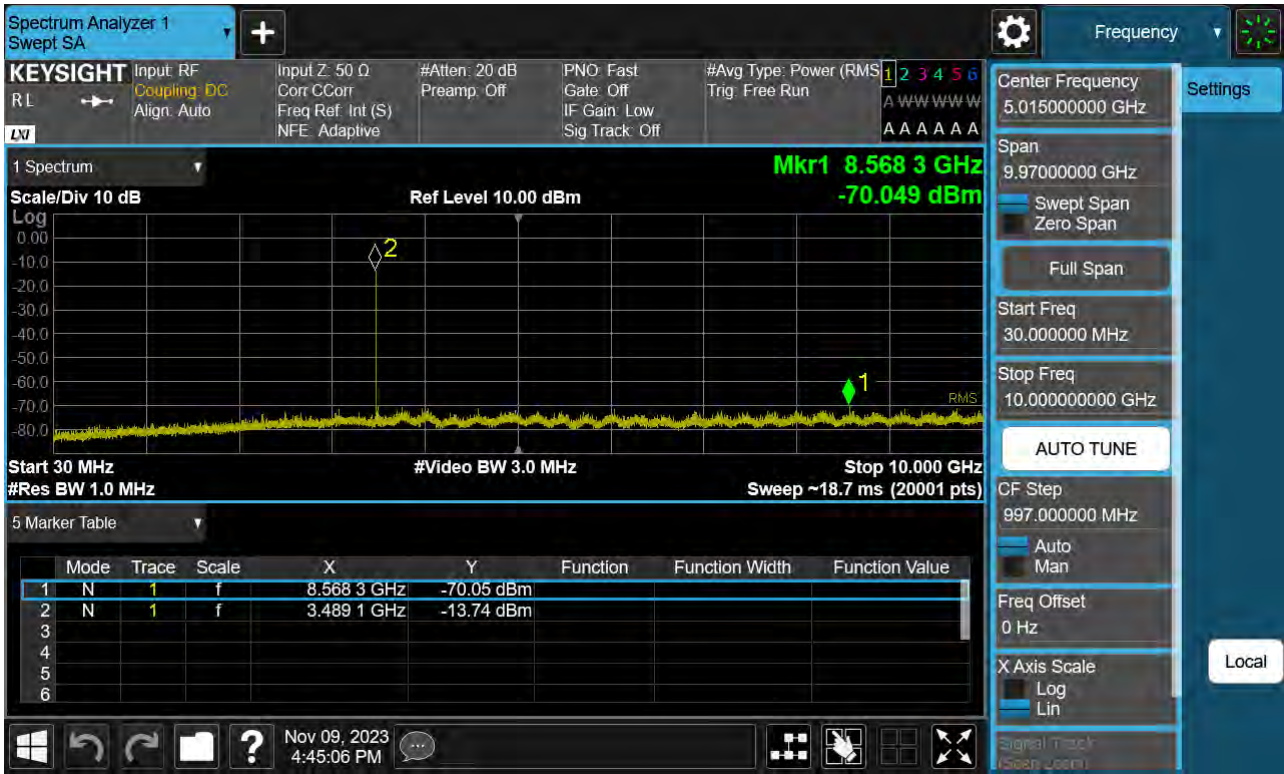 Spectrum Analyzer 1
Swept SA
Frequency
KEYSIGHT
RL
LXI
Input: RF
Coupling: DC
Align: Auto
Input Z: 50 Ω
Corr CCorr
Freq Ref: Int (S)
NFE: Adaptive
#Atten: 20 dB
Preamp: Off
PNO: Fast
Gate: Off
IF Gain: Low
Sig Track: Off
#Avg Type: Power (RMS
Trig: Free Run
1 2 3 4 5 6
A W W W W W
A A A A A A
1 Spectrum
Mkr1 8.568 3 GHz
Scale/Div 10 dB
Ref Level 10.00 dBm
-70.049 dBm
Log
0.00
-10.0
-20.0
-30.0
-40.0
-50.0
-60.0
-70.0
-80.0
2
1
RMS
Start 30 MHz
#Video BW 3.0 MHz
Stop 10.000 GHz
#Res BW 1.0 MHz
Sweep ~18.7 ms (20001 pts)
5 Marker Table
Mode Trace Scale X Y Function Function Width Function Value
1 N 1 f 8.568 3 GHz -70.05 dBm
2 N 1 f 3.489 1 GHz -13.74 dBm
3
4
5
6
Nov 09, 2023
4:45:06 PM
Center Frequency
5.015000000 GHz
Span
9.97000000 GHz
Swept Span
Zero Span
Full Span
Start Freq
30.000000 MHz
Stop Freq
10.000000000 GHz
AUTO TUNE
CF Step
997.000000 MHz
Auto
Man
Freq Offset
0 Hz
X Axis Scale
Log
Lin
Signal Track
(Span Zoom)
Settings
Local